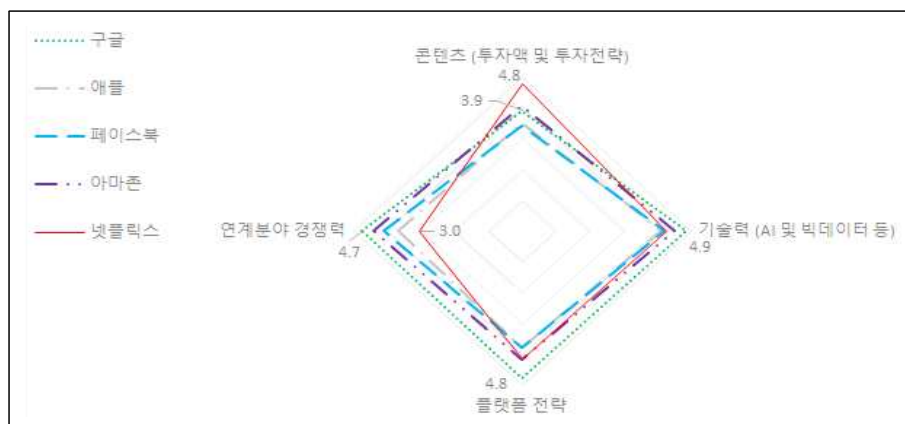 구글
애플
페이스북
아마존
넷플릭스
콘텐츠 (투자액 및 투자전략)
4.8
3.9
연계분야 경쟁력
4.7
3.0
기술력 (AI 및 빅데이터 등)
4.9
4.8
플랫폼 전략